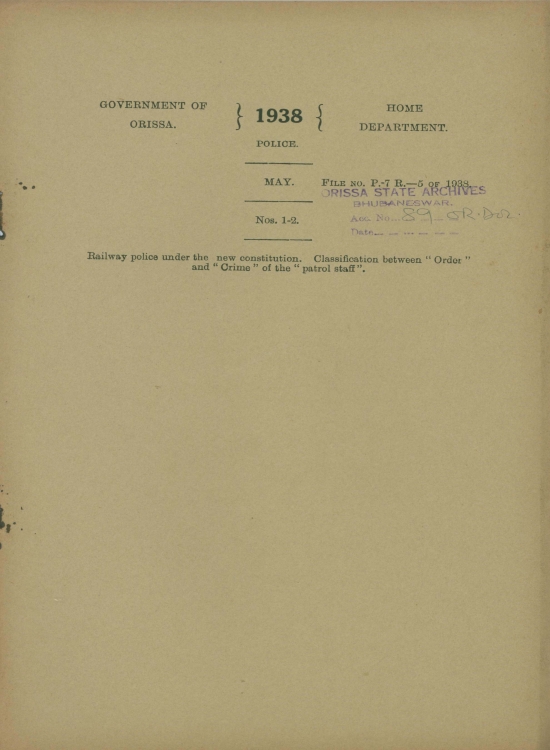 GOVERNMENT OF
ORISSA.
1938
HOME
DEPARTMENT.
POLICE.
MAY.
FILE NO. P.-7 R.—5 OF 1938.
ORISSA STATE ARCHIVES
BHUBANESWAR.
Nos. 1-2.
Acc. No. 89
Date
Railway police under the new constitution. Classification between " Order "
and " Crime " of the " patrol staff ".